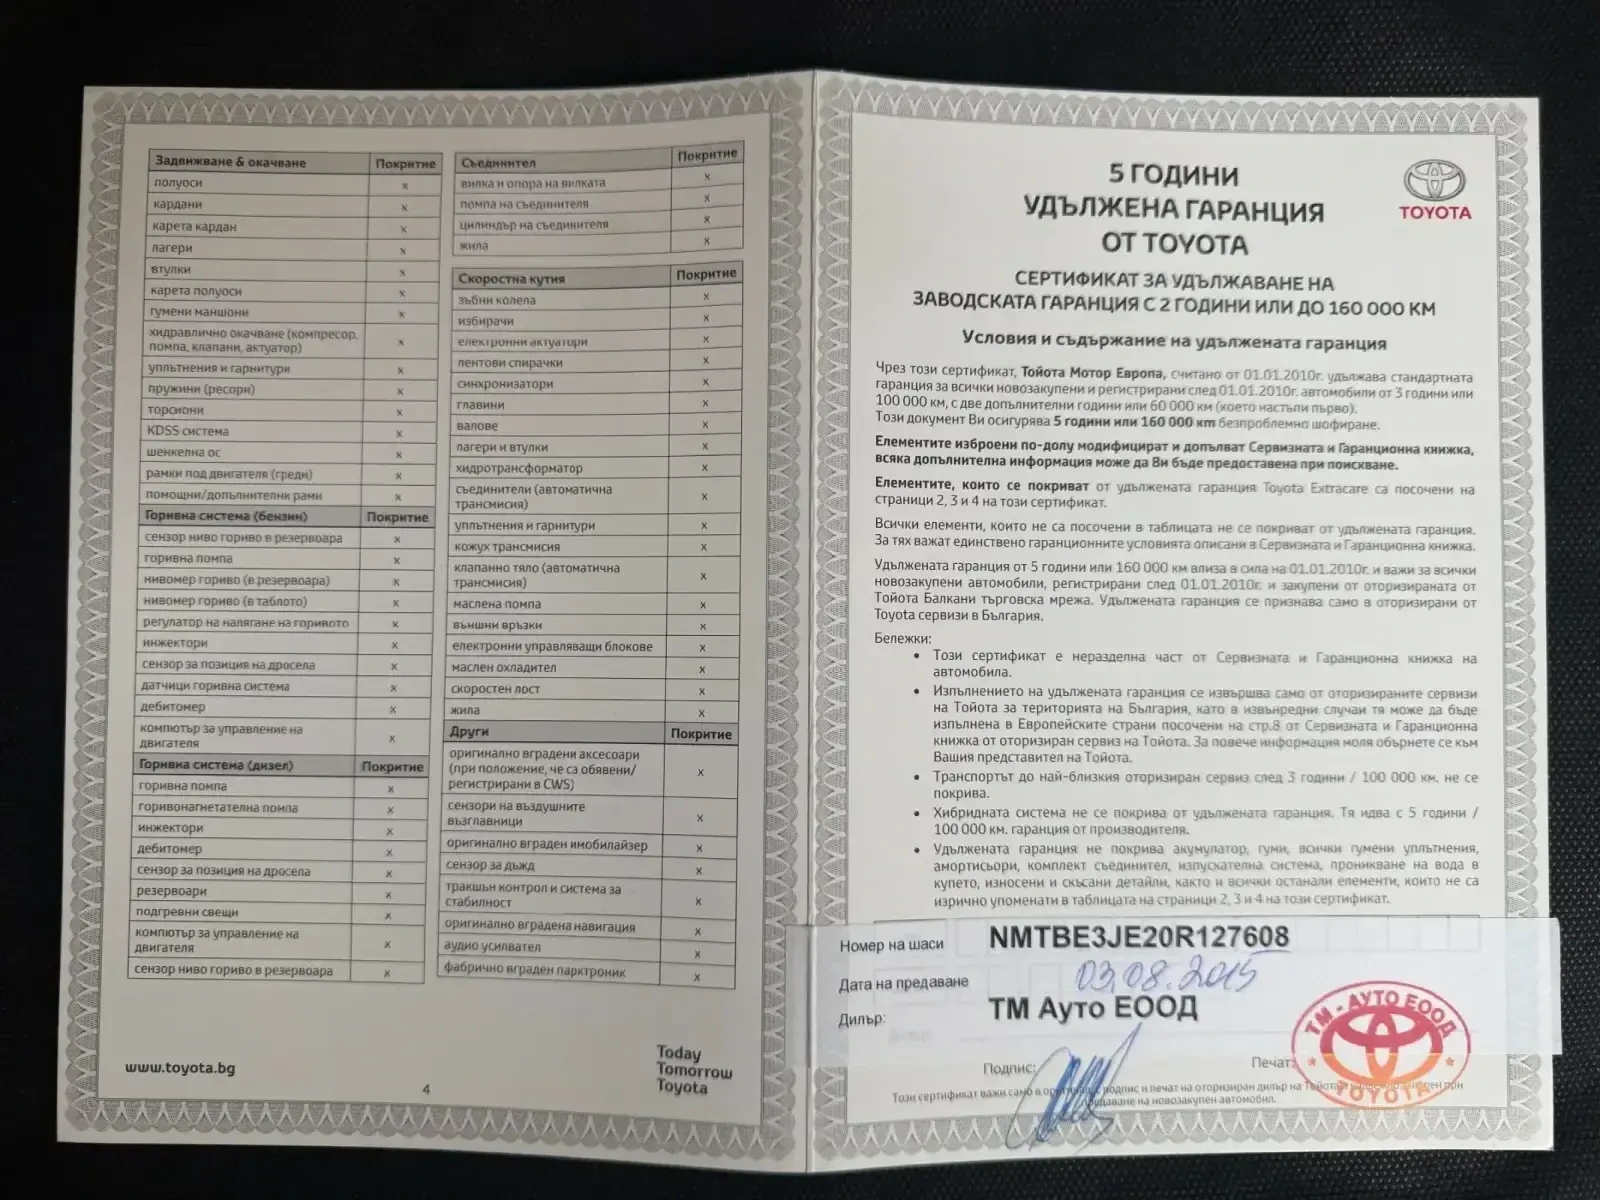 Задвижване & окачване Покритие
полуоси x
кардани x
карета кардан x
лагери x
втулки x
карета полуоси x
гумени маншони x
хидравлично окачване (компресор,
помпа, клапани, актуатор) x
уплътнения и гарнитури x
пружини (ресори) x
торсиони x
KDSS система x
шенкелна ос x
рамки под двигателя (греди) x
помощни/допълнителни рами x
Горивна система (бензин) Покритие
сензор ниво гориво в резервоара x
горивна помпа x
нивомер гориво (в резервоара) x
нивомер гориво (в таблото) x
регулатор на налягане на горивото x
инжектори x
сензор за позиция на дросела x
датчици горивна система x
дебитомер x
компютър за управление на
двигателя x
Горивна система (дизел) Покритие
горивна помпа x
горивонагнетателна помпа x
инжектори x
дебитомер x
сензор за позиция на дросела x
резервоари x
подгревни свещи x
компютър за управление на
двигателя x
сензор ниво гориво в резервоара x
Съединител Покритие
вилка и опора на вилката x
помпа на съединителя x
цилиндър на съединителя x
жила x
Скоростна кутия Покритие
зъбни колела x
избирачи x
електронни актуатори x
лентови спирачки x
синхронизатори x
главини x
валове x
лагери и втулки x
хидротрансформатор x
съединители (автоматична
трансмисия) x
уплътнения и гарнитури x
кожух трансмисия x
клапанно тяло (автоматична
трансмисия) x
маслена помпа x
външни връзки x
електронни управляващи блокове x
маслен охладител x
скоростен лост x
жила x
Други Покритие
оригинално вградени аксесоари
(при положение, че са обявени/
регистрирани в CWS) x
сензори на въздушните
възглавници x
оригинално вграден имобилайзер x
сензор за дъжд x
тракшън контрол и система за
стабилност x
оригинално вградена навигация x
аудио усилвател x
фабрично вграден парктроник x
www.toyota.bg
4
Today
Tomorrow
Toyota
5 ГОДИНИ
УДЪЛЖЕНА ГАРАНЦИЯ
ОТ TOYOTA
TOYOTA
СЕРТИФИКАТ ЗА УДЪЛЖАВАНЕ НА
ЗАВОДСКАТА ГАРАНЦИЯ С 2 ГОДИНИ ИЛИ ДО 160 000 КМ
Условия и съдържание на удължената гаранция
Чрез този сертификат, Тойота Мотор Европа, считано от 01.01.2010г. удължава стандартната
гаранция за всички новозакупени и регистрирани след 01.01.2010г. автомобили от 3 години или
100 000 км, с две допълнителни години или 60 000 км (което настъпи първо).
Този документ Ви осигурява 5 години или 160 000 km безпроблемно шофиране.
Елементите изброени по-долу модифицират и допълват Сервизната и Гаранционна книжка,
всяка допълнителна информация може да Ви бъде предоставена при поискване.
Елементите, които се покриват от удължената гаранция Toyota Extracare са посочени на
страници 2, 3 и 4 на този сертификат.
Всички елементи, които не са посочени в таблицата не се покриват от удължената гаранция.
За тях важат единствено гаранционните условията описани в Сервизната и Гаранционна книжка.
Удължената гаранция от 5 години или 160 000 км влиза в сила на 01.01.2010г. и важи за всички
новозакупени автомобили, регистрирани след 01.01.2010г. и закупени от оторизираната от
Тойота Балкани търговска мрежа. Удължената гаранция се признава само в оторизирани от
Toyota сервизи в България.
Бележки:
• Този сертификат е неразделна част от Сервизната и Гаранционна книжка на
автомобила.
• Изпълнението на удължената гаранция се извършва само от оторизираните сервизи
на Тойота за територията на България, като в извънредни случаи тя може да бъде
изпълнена в Европейските страни посочени на стр.8 от Сервизната и Гаранционна
книжка от оторизиран сервиз на Тойота. За повече информация моля обърнете се към
Вашия представител на Тойота.
• Транспортът до най-близкия оторизиран сервиз след 3 години / 100 000 км. не се
покрива.
• Хибридната система не се покрива от удължената гаранция. Тя идва с 5 години /
100 000 км. гаранция от производителя.
• Удължената гаранция не покрива акумулатор, гуми, всички гумени уплътнения,
амортисьори, комплект съединител, изпускателна система, проникване на вода в
купето, износени и скъсани детайли, както и всички останали елементи, които не са
изрично упоменати в таблицата на страници 2, 3 и 4 на този сертификат.
Номер на шаси NMTBE3JE20R127608
Дата на предаване 03.08.2015
Дилър: ТМ Ауто ЕООД
Подпис: Печат:
ТМ - АУТО ЕООД
TOYOTA
Този сертификат важи само в с подпис и печат на оторизиран дилър на Тойота при
на новозакупен автомобил.